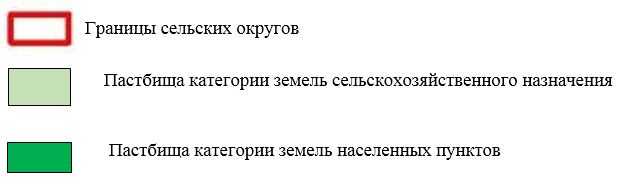 Границы сельских округов
Пастбища категории земель сельскохозяйственного назначения
Пастбища категории земель населенных пунктов